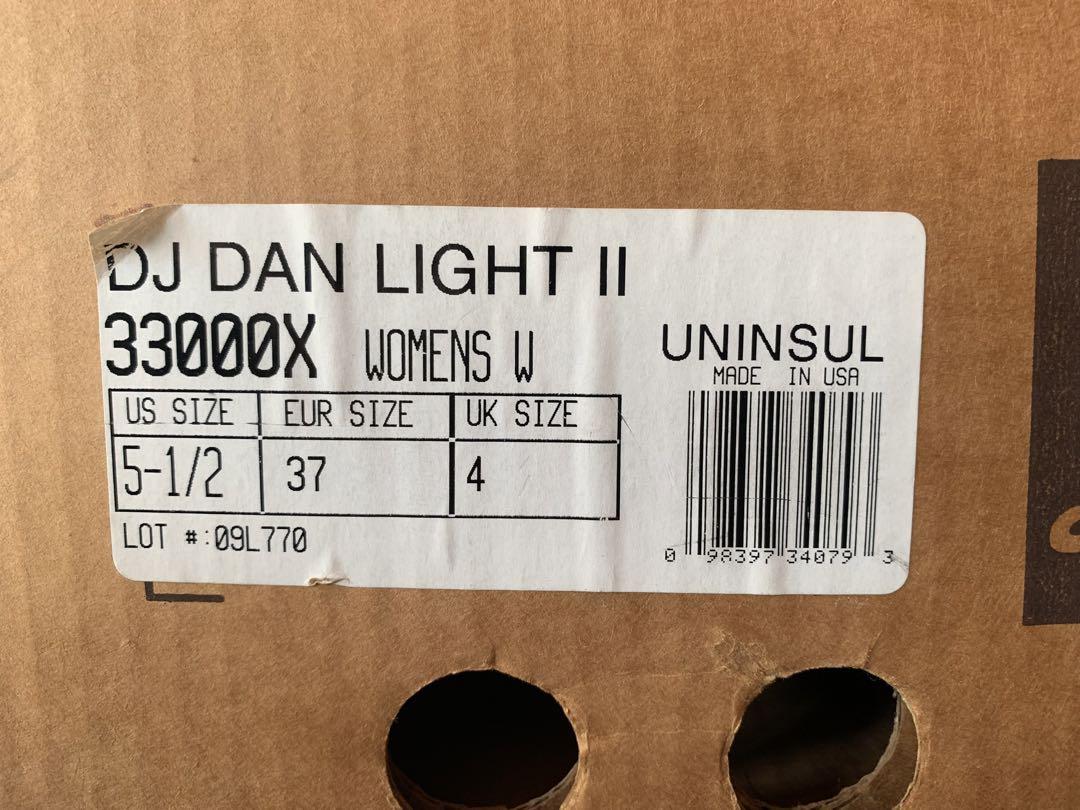 DJ DAN LIGHT II
33000X WOMENS W
UNINSUL
MADE IN USA
US SIZE EUR SIZE UK SIZE
5-1/2 37 4
LOT #:09L770
0 98397 34079 3